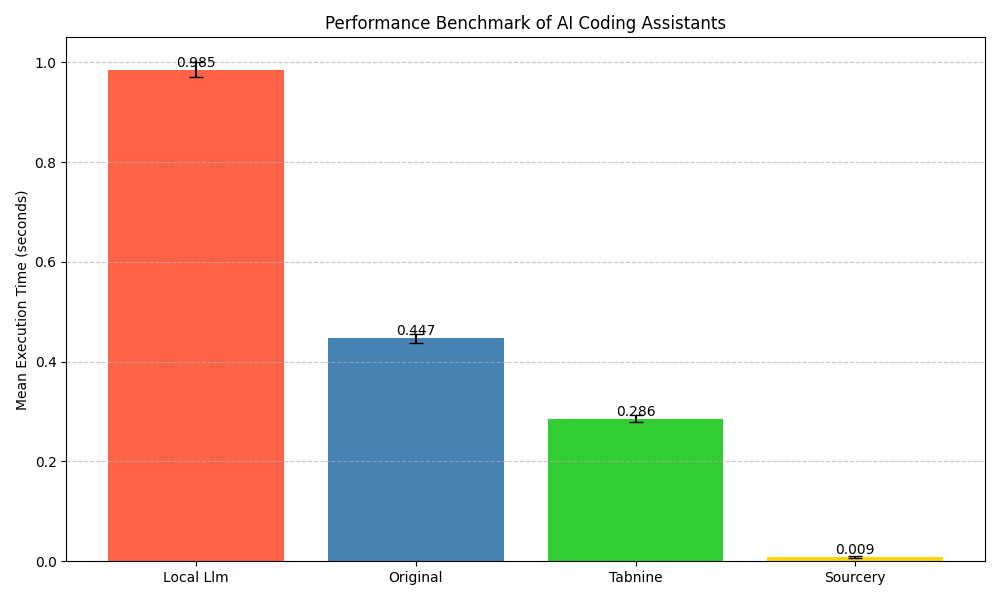 Performance Benchmark of AI Coding Assistants
Mean Execution Time (seconds)
1.0
0.8
0.6
0.4
0.2
0.0
0.985
0.447
0.286
0.009
Local Llm
Original
Tabnine
Sourcery